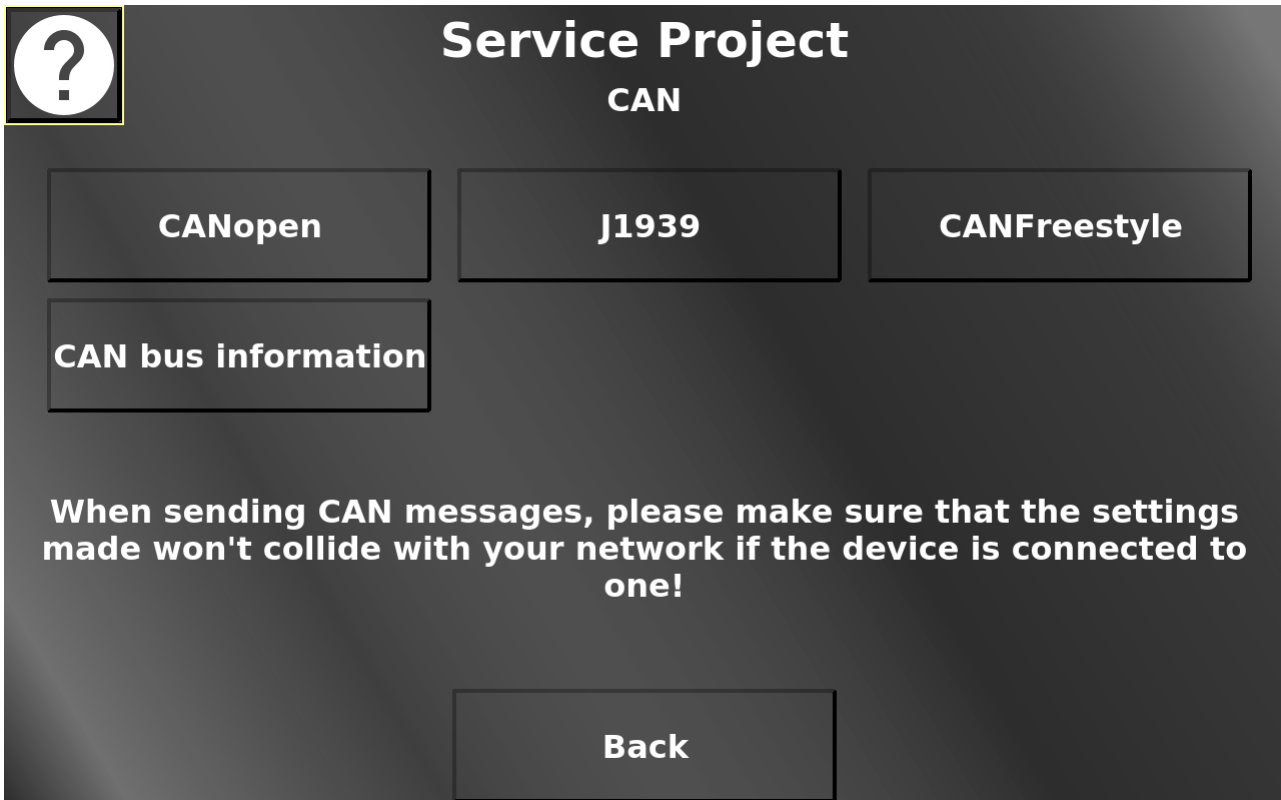 ?
Service Project
CAN
CANopen
J1939
CANFreestyle
CAN bus information
When sending CAN messages, please make sure that the settings
made won't collide with your network if the device is connected to
one!
Back